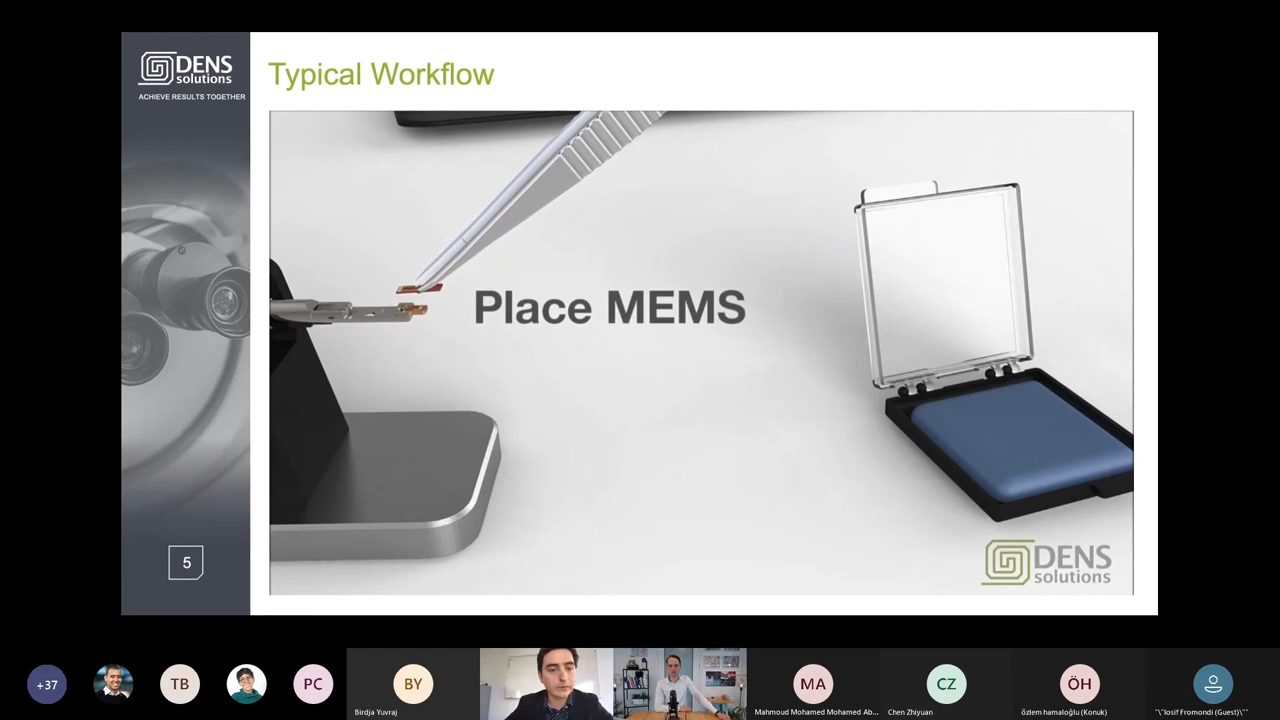 DENS
solutions
ACHIEVE RESULTS TOGETHER
Typical Workflow
Place MEMS
DENS
solutions
5
+37
TB
PC
BY
Birdja Yuvraj
MA
Mahmoud Mohamed Mohamed Ab...
CZ
Chen Zhiyuan
ÖH
özlem hamaloğlu (Konuk)
"\"Iosif Fromondi (Guest)\""